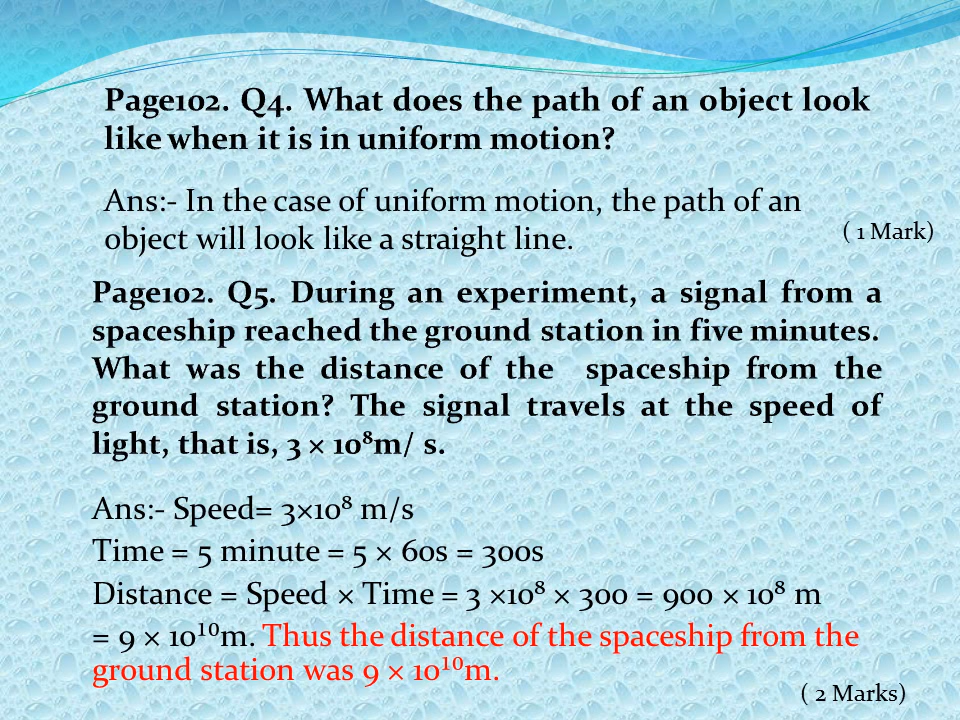 Page102. Q4. What does the path of an object look
like when it is in uniform motion?
Ans:- In the case of uniform motion, the path of an
object will look like a straight line.
( 1 Mark)
Page102. Q5. During an experiment, a signal from a
spaceship reached the ground station in five minutes.
What was the distance of the spaceship from the
ground station? The signal travels at the speed of
light, that is, 3 × 10⁸m/ s.
Ans:- Speed= 3×10⁸ m/s
Time = 5 minute = 5 × 60s = 300s
Distance = Speed × Time = 3 ×10⁸ × 300 = 900 × 10⁸ m
= 9 × 10¹⁰m. Thus the distance of the spaceship from the
ground station was 9 × 10¹⁰m.
( 2 Marks)